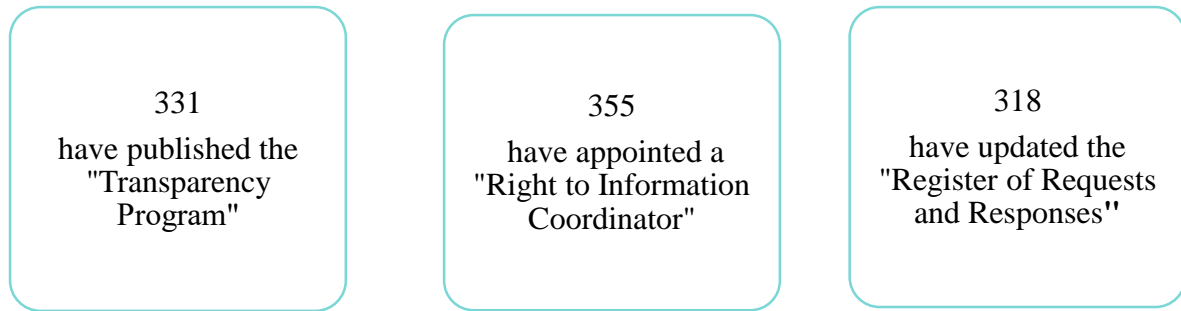 331
have published the
"Transparency
Program"
355
have appointed a
"Right to Information
Coordinator"
318
have updated the
"Register of Requests
and Responses"